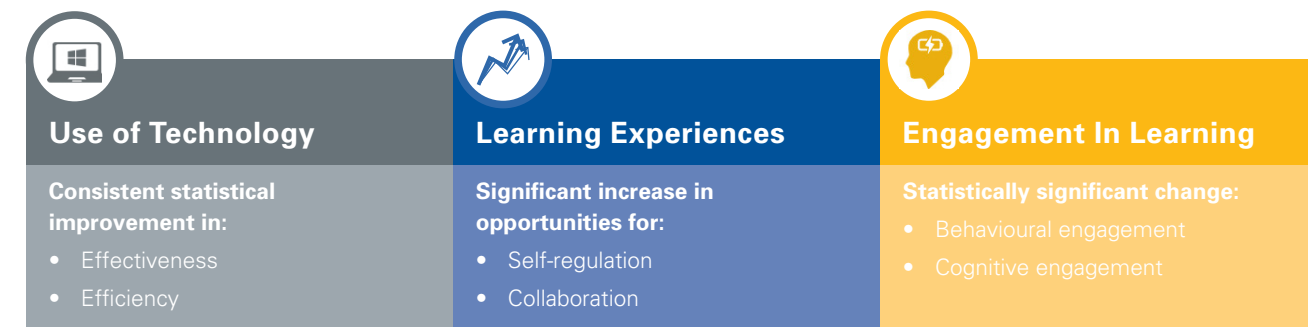 Use of Technology
Consistent statistical
improvement in:
• Effectiveness
• Efficiency
Learning Experiences
Significant increase in
opportunities for:
• Self-regulation
• Collaboration
Engagement In Learning
Statistically significant change:
• Behavioural engagement
• Cognitive engagement